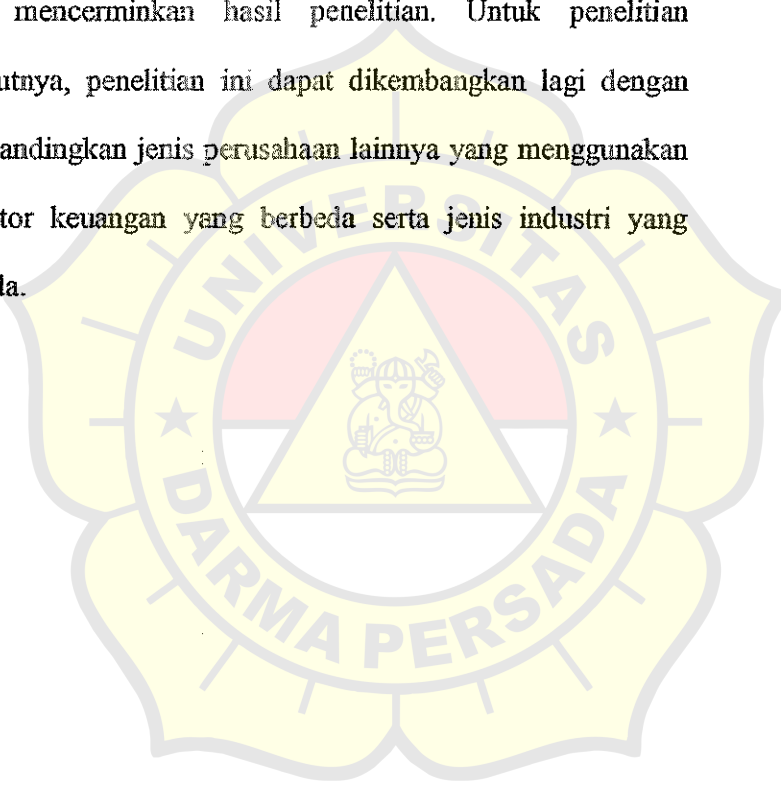 mencerminkan hasil penelitian. Untuk penelitian
utnya, penelitian ini dapat dikembangkan lagi dengan
andingkan jenis perusahaan lainnya yang menggunakan
tor keuangan yang berbeda serta jenis industri yang
la.
UNIVERSITAS
DARMA PERSADA